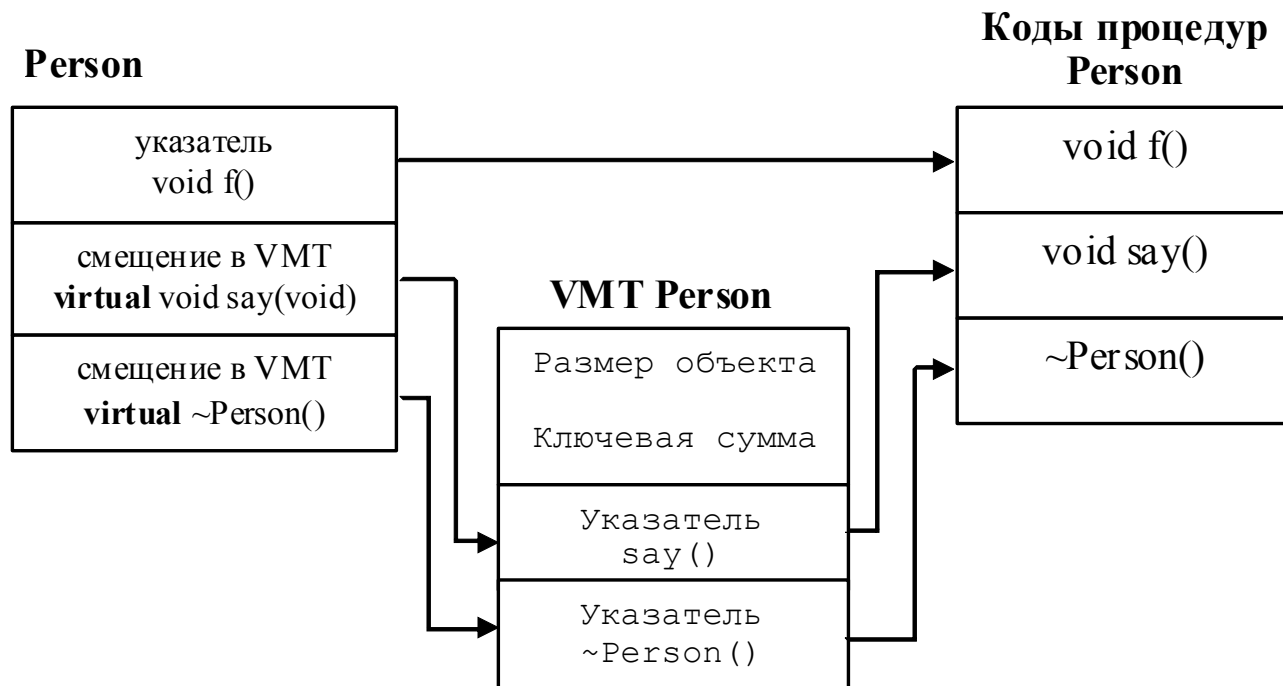 Person
указатель
void f()
смещение в VMT
virtual void say(void)
смещение в VMT
virtual ~Person()
VMT Person
Размер объекта
Ключевая сумма
Указатель
say()
Указатель
~Person()
Коды процедур
Person
void f()
void say()
~Person()